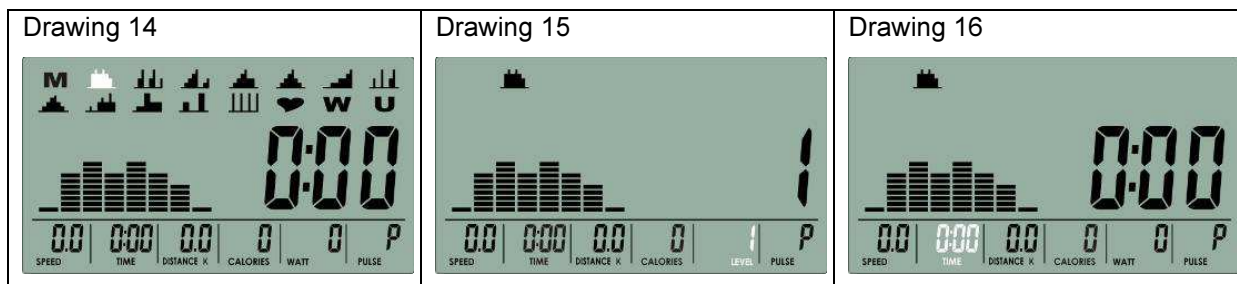 Drawing 14
M
W U
0:00
0.0 0:00 0.0 0 0 P
SPEED TIME DISTANCE K CALORIES WATT PULSE
Drawing 15
1
0.0 0:00 0.0 0 1 P
SPEED TIME DISTANCE K CALORIES LEVEL PULSE
Drawing 16
0:00
0.0 0:00 0.0 0 0 P
SPEED TIME DISTANCE K CALORIES WATT PULSE